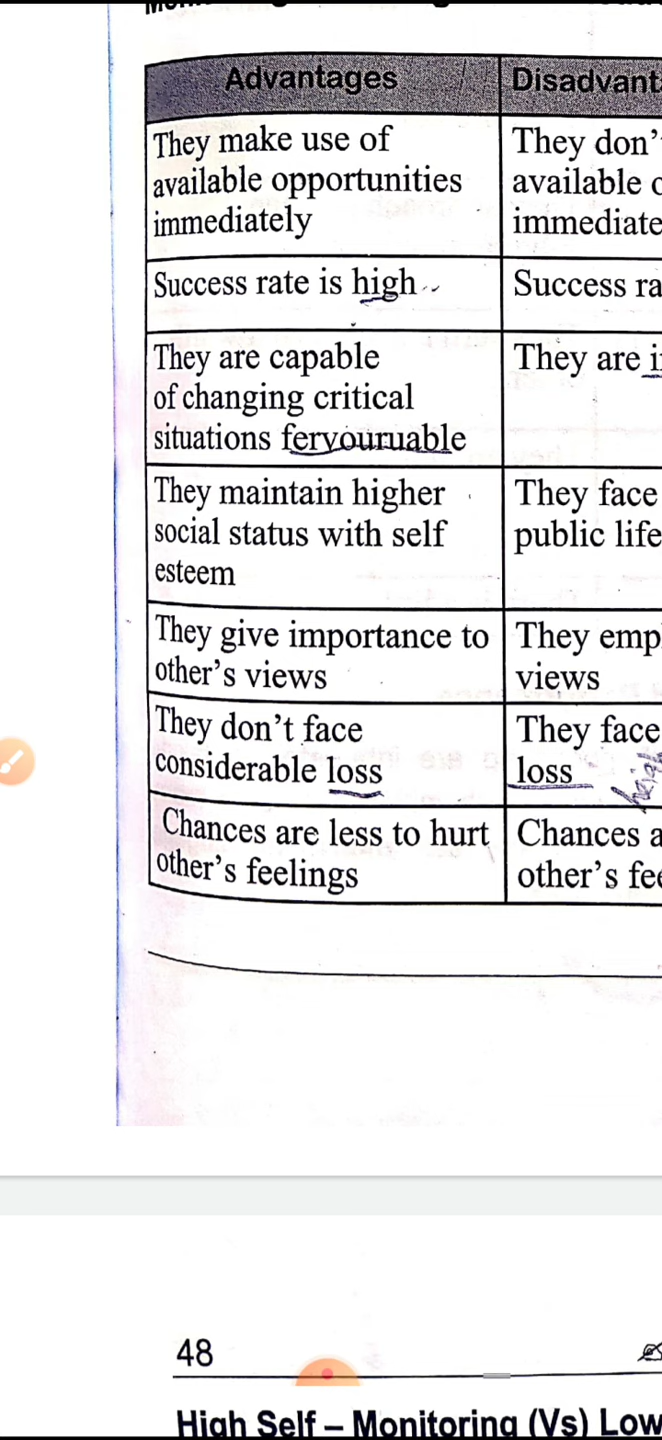 Advantages
They make use of
available opportunities
immediately
Success rate is high
They are capable
of changing critical
situations fervouruable
They maintain higher
social status with self
esteem
They give importance to
other's views
They don't face
considerable loss
Chances are less to hurt
other's feelings
Disadvant
They don'
available
immediate
Success ra
They are
They face
public life
They emp
views
They face
loss
Chances a
other's fe
48
High Self – Monitoring (Vs) Low